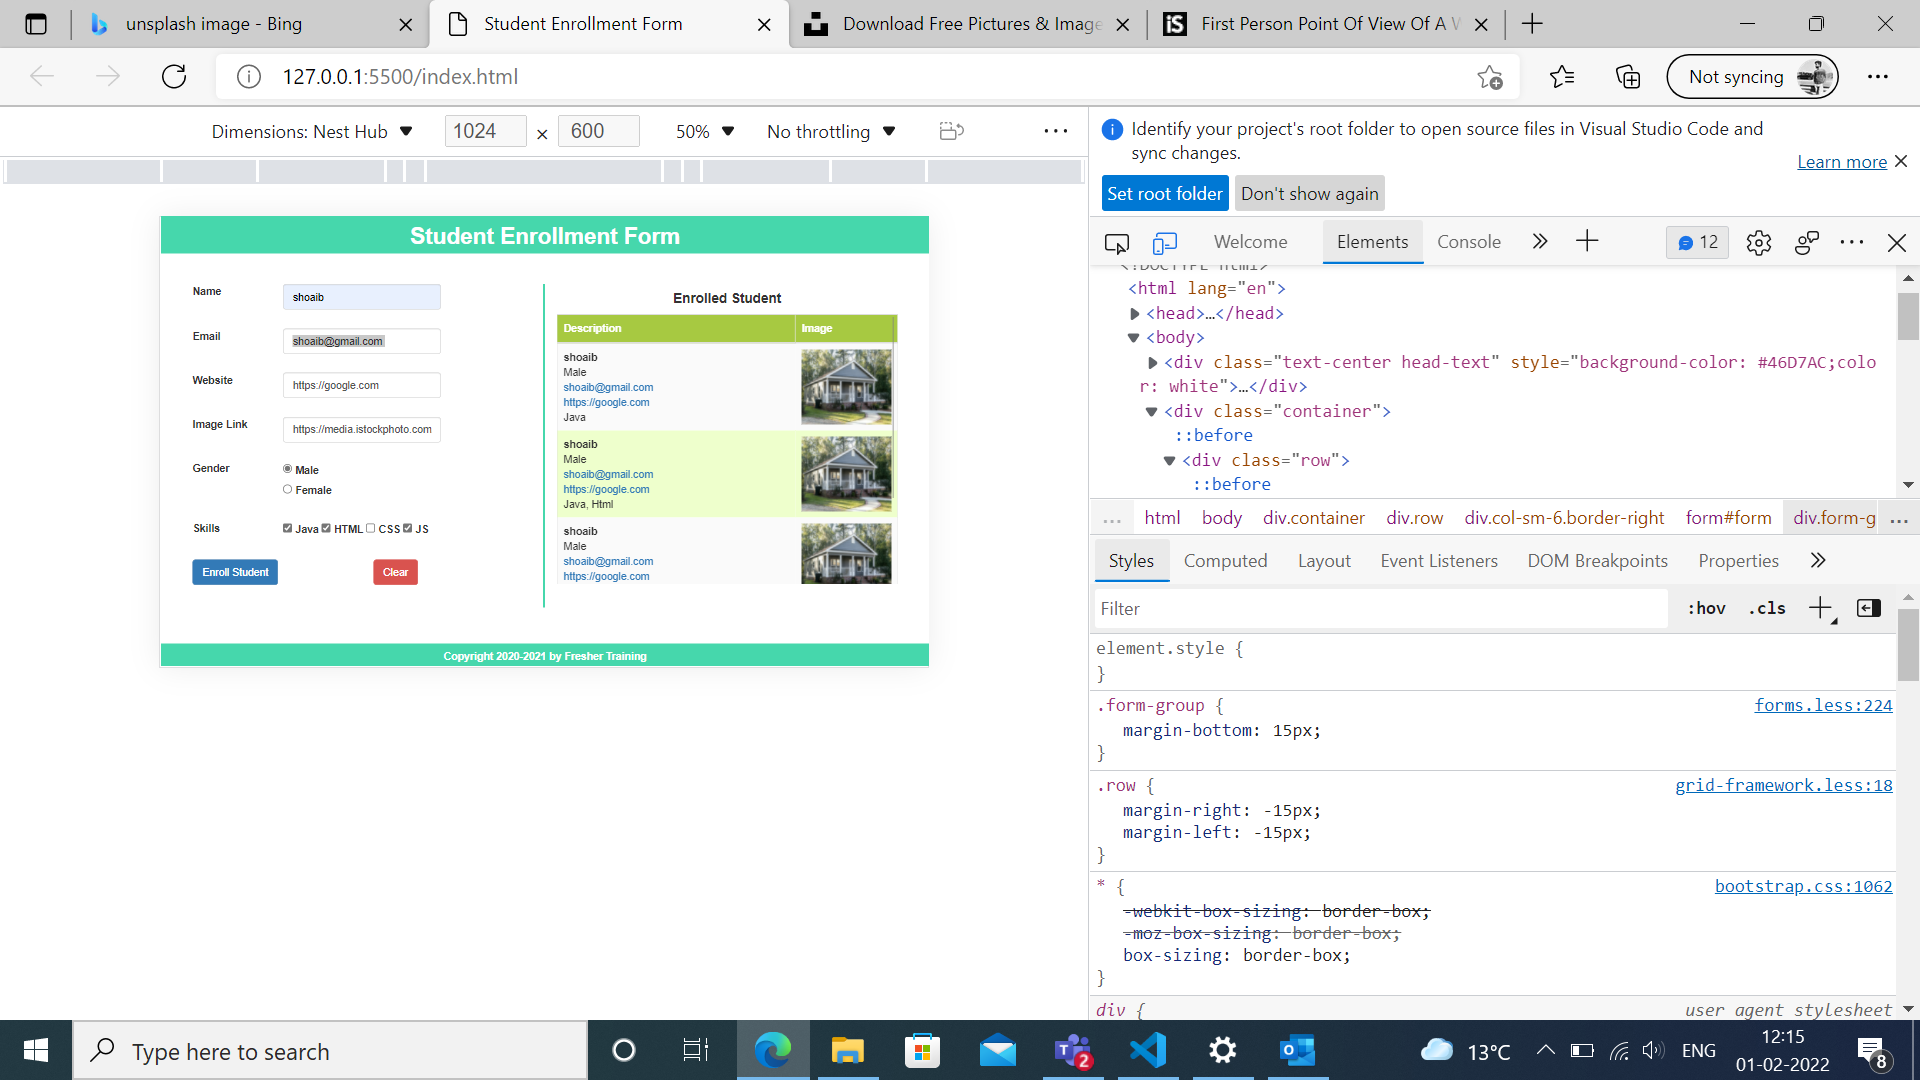 unsplash image - Bing
Student Enrollment Form
Download Free Pictures & Image
First Person Point Of View Of A V
127.0.0.1:5500/index.html
Not syncing
Dimensions: Nest Hub
1024 × 600
50%
No throttling
Identify your project's root folder to open source files in Visual Studio Code and
sync changes.
Learn more
Set root folder
Don't show again
Welcome
Elements
Console
12
<!DOCTYPE html>
<html lang="en">
<head>…</head>
<body>
<div class="text-center head-text" style="background-color: #46D7AC;colo
r: white">…</div>
<div class="container">
::before
<div class="row">
::before
... html body div.container div.row div.col-sm-6.border-right form#form div.form-g ...
Styles
Computed
Layout
Event Listeners
DOM Breakpoints
Properties
Filter
:hov
.cls
element.style {
}
.form-group {
forms.less:224
margin-bottom: 15px;
}
.row {
grid-framework.less:18
margin-right: -15px;
margin-left: -15px;
}
* {
bootstrap.css:1062
-webkit-box-sizing: border-box;
-moz-box-sizing: border-box;
box-sizing: border-box;
}
div {
user agent stylesheet
Student Enrollment Form
Name
shoaib
Email
shoaib@gmail.com
Website
https://google.com
Image Link
https://media.istockphoto.com
Gender
Male
Female
Skills
Java HTML CSS JS
Enroll Student
Clear
Enrolled Student
Description
Image
shoaib
Male
shoaib@gmail.com
https://google.com
Java
shoaib
Male
shoaib@gmail.com
https://google.com
Java, Html
shoaib
Male
shoaib@gmail.com
https://google.com
Copyright 2020-2021 by Fresher Training
Type here to search
2
13°C
ENG
12:15
01-02-2022
8